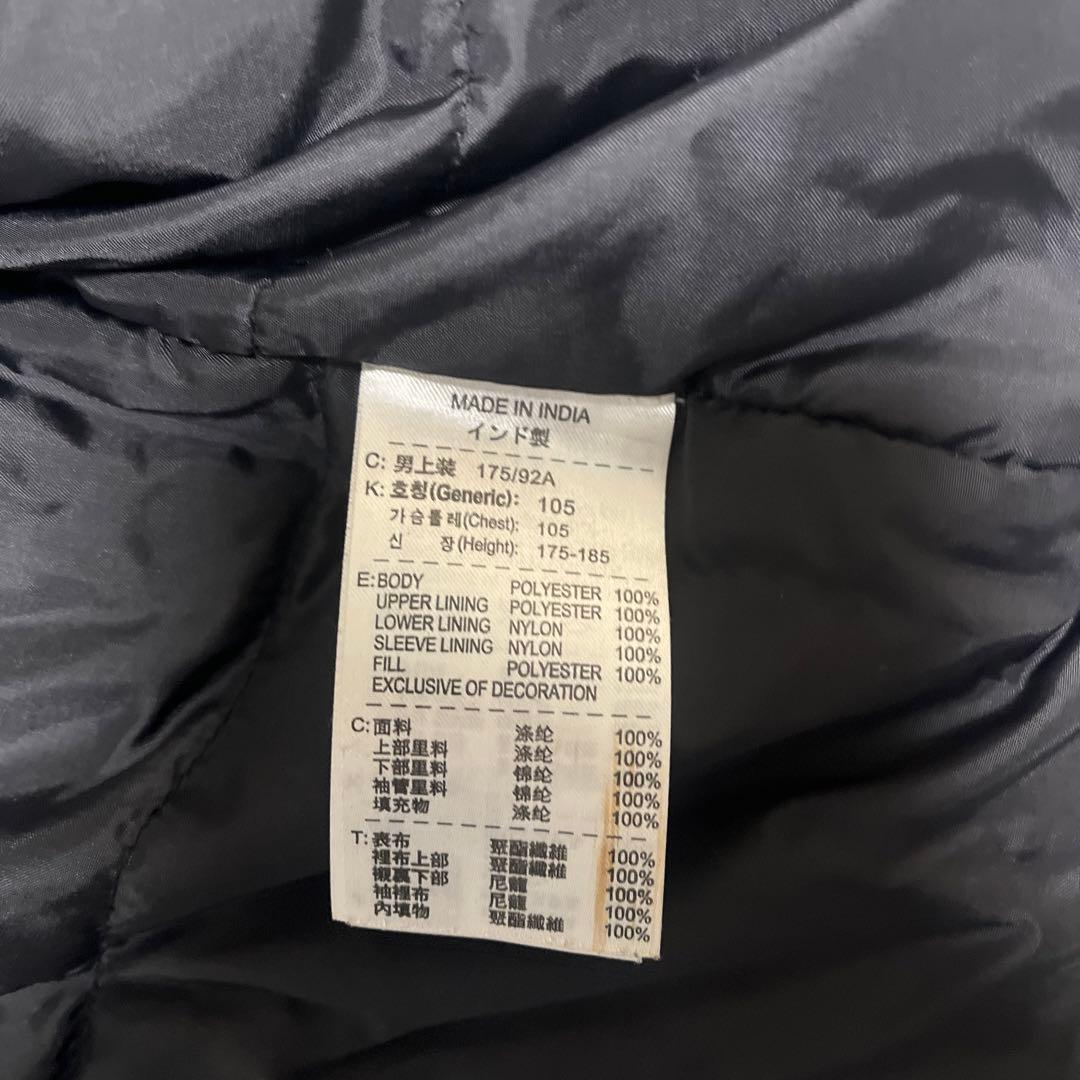 MADE IN INDIA
インド製
C: 男上装 175/92A
K: 호칭(Generic): 105
가슴둘레(Chest): 105
신 장(Height): 175-185
E: BODY POLYESTER 100%
UPPER LINING POLYESTER 100%
LOWER LINING NYLON 100%
SLEEVE LINING NYLON 100%
FILL POLYESTER 100%
EXCLUSIVE OF DECORATION
C: 面料 涤纶 100%
上部里料 涤纶 100%
下部里料 锦纶 100%
袖管里料 锦纶 100%
填充物 涤纶 100%
T: 表布 聚酯纖維 100%
裡布上部 聚酯纖維 100%
襯裏下部 尼龍 100%
袖裡布 尼龍 100%
內填物 聚酯纖維 100%